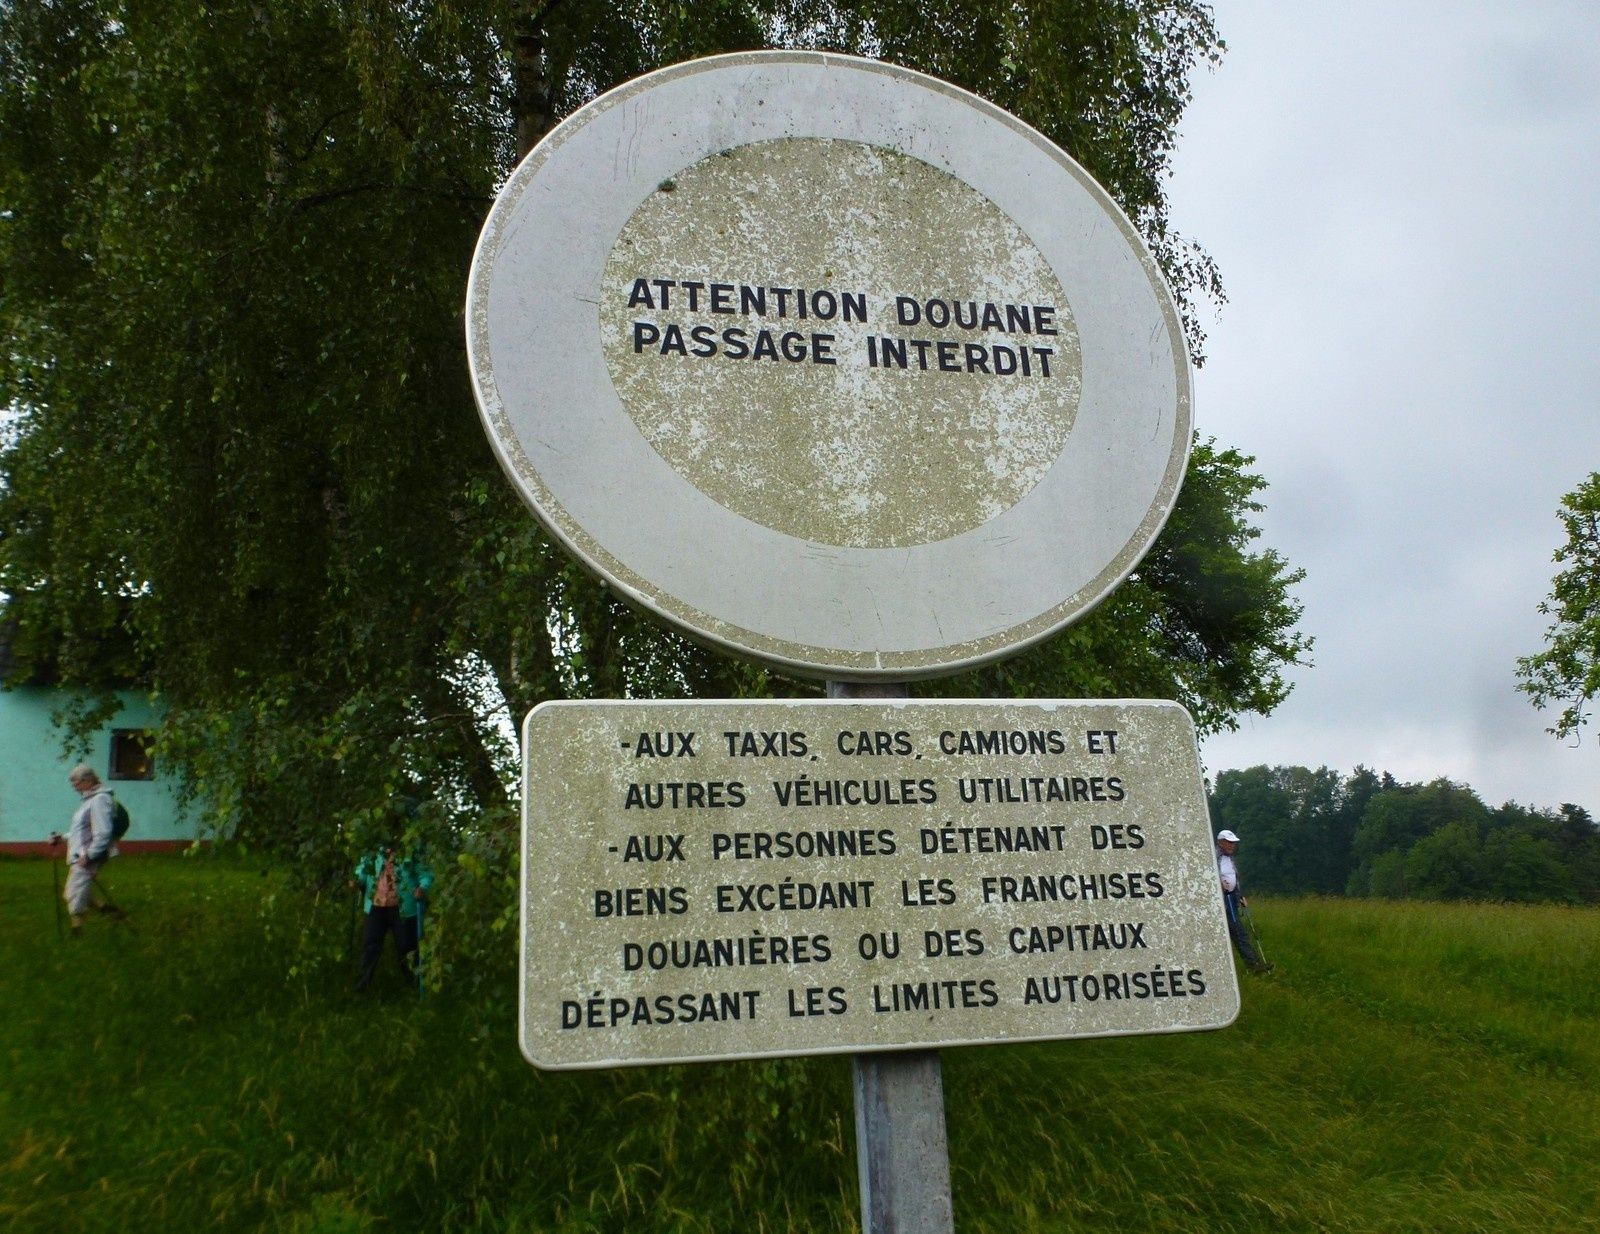 ATTENTION DOUANE
PASSAGE INTERDIT
-AUX TAXIS, CARS, CAMIONS ET
AUTRES VÉHICULES UTILITAIRES
-AUX PERSONNES DÉTENANT DES
BIENS EXCÉDANT LES FRANCHISES
DOUANIÈRES OU DES CAPITAUX
DÉPASSANT LES LIMITES AUTORISÉES